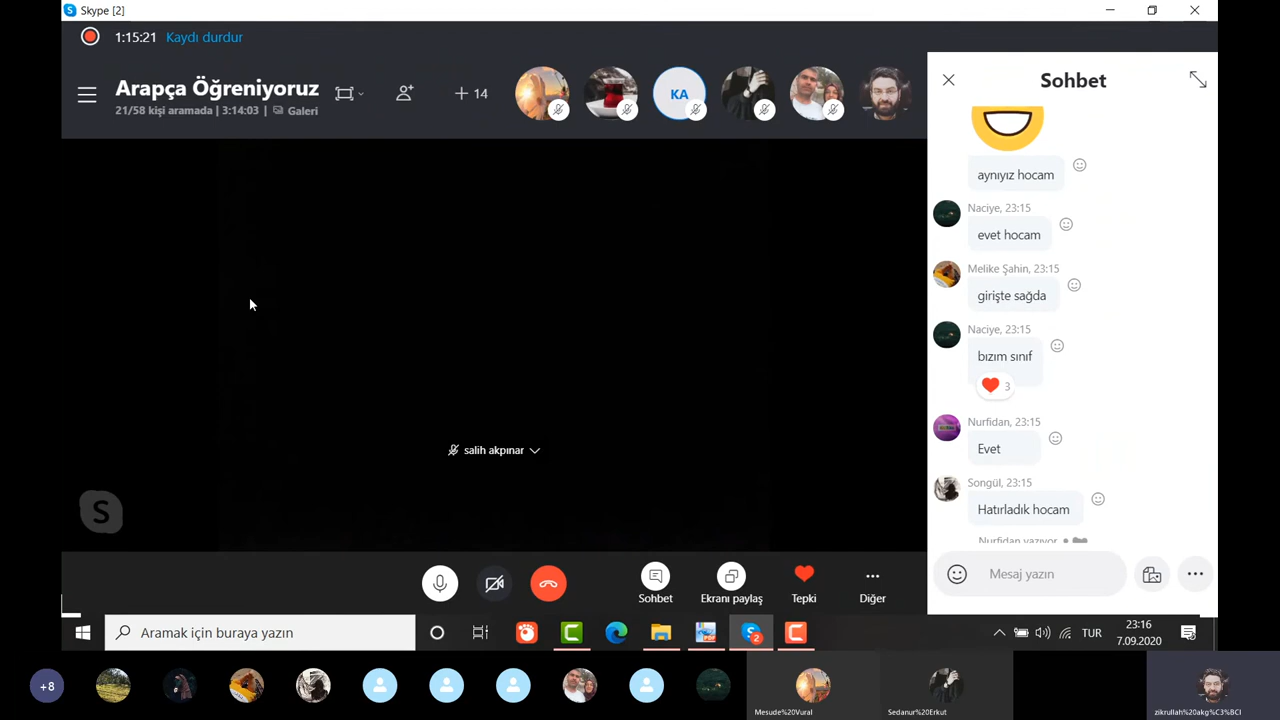 Skype [2]
1:15:21 Kaydı durdur
Arapça Öğreniyoruz
21/58 kişi aramada | 3:14:03 | Galeri
+ 14
KA
Sohbet
aynıyız hocam
Naciye, 23:15
evet hocam
Melike Şahin, 23:15
girişte sağda
Naciye, 23:15
bızım sınıf
3
Nurfidan, 23:15
Evet
Songül, 23:15
Hatırladık hocam
Nurfidan yazıyor
Mesaj yazın
salih akpınar
S
Sohbet
Ekranı paylaş
Tepki
Diğer
Aramak için buraya yazın
PDF
2
TUR
23:16
7.09.2020
+8
Mesude%20Vural
Sedanur%20Erkut
zikrullah%20akg%C3%BCl